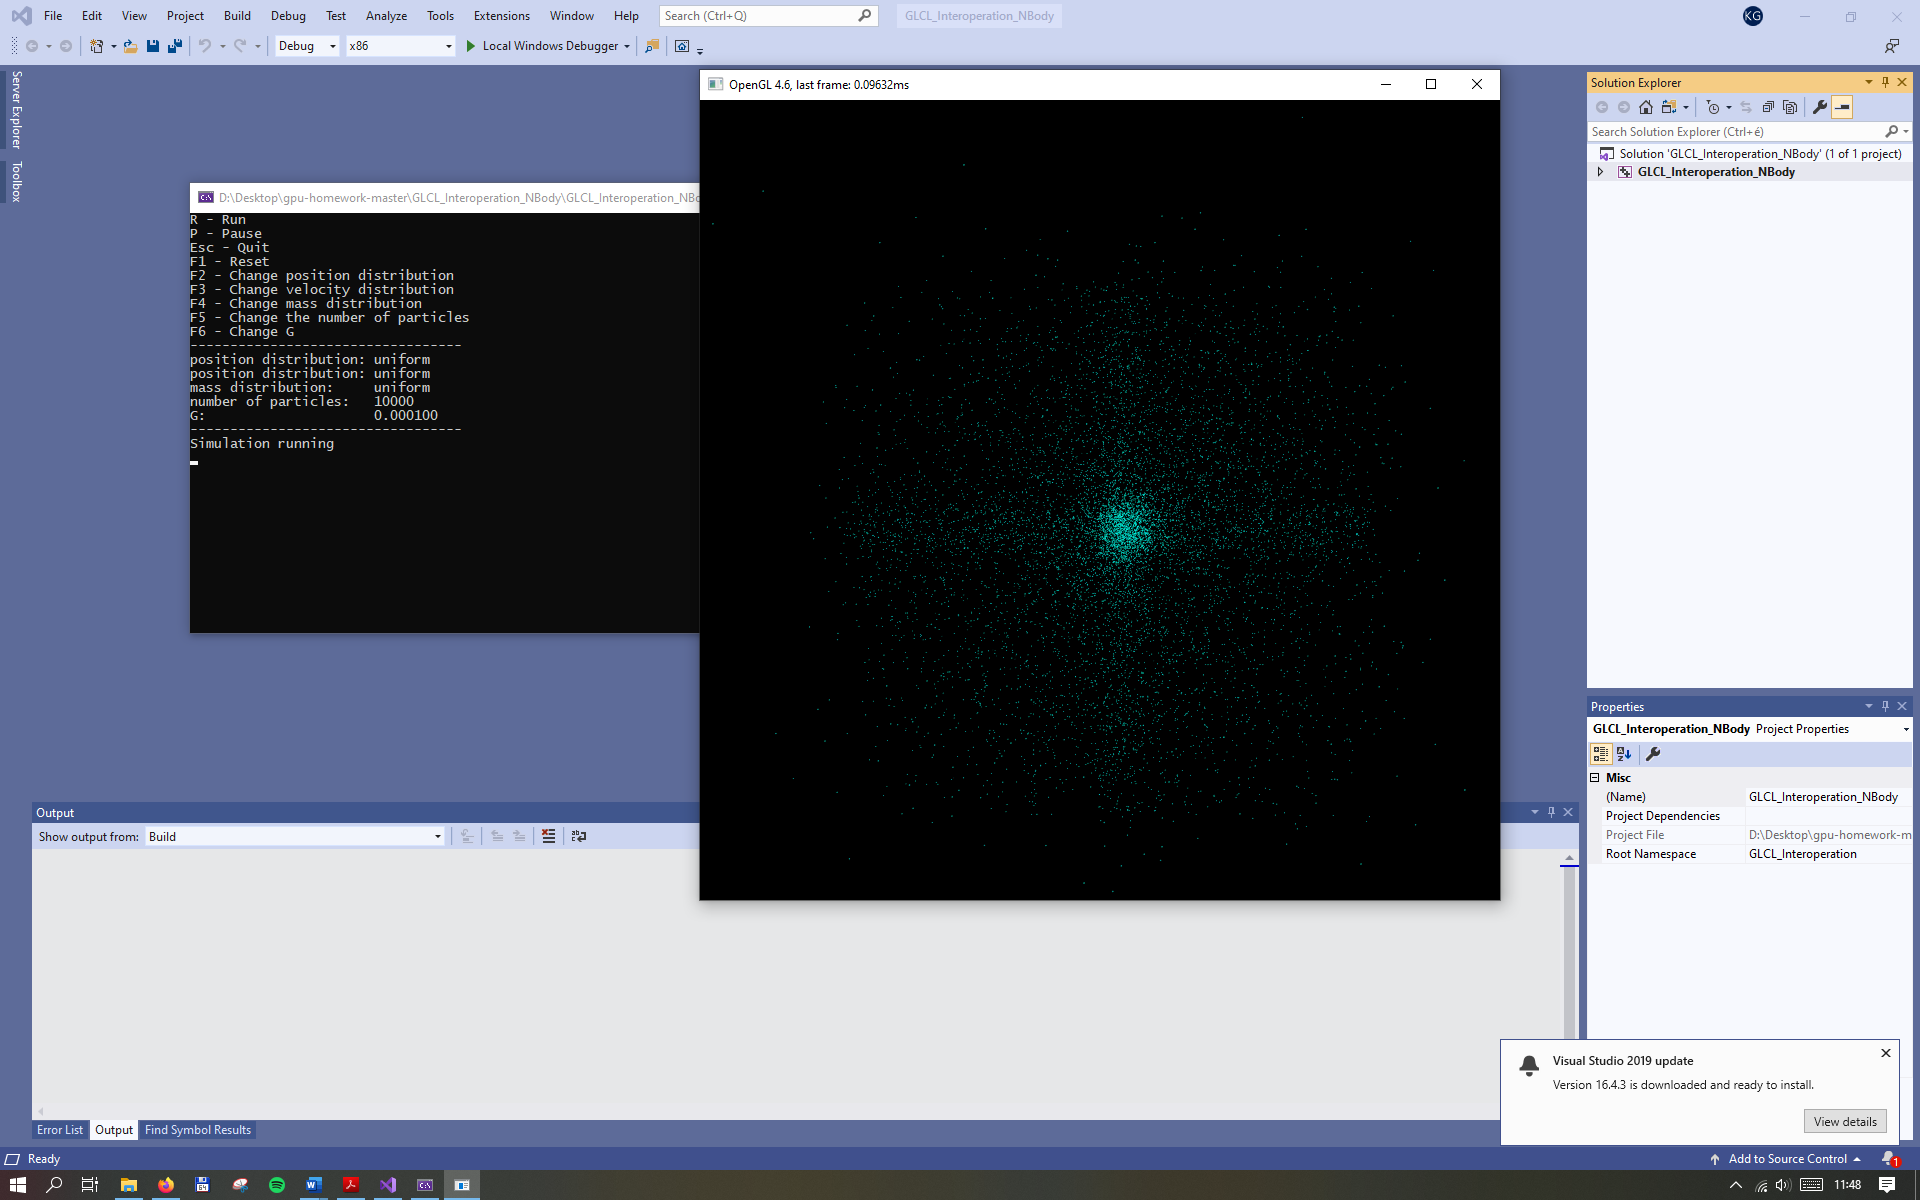 File Edit View Project Build Debug Test Analyze Tools Extensions Window Help Search (Ctrl+Q) GLCL_Interoperation_NBody KG
Debug x86 Local Windows Debugger
Server Explorer
Toolbox
OpenGL 4.6, last frame: 0.09632ms
D:\Desktop\gpu-homework-master\GLCL_Interoperation_NBody\GLCL_Interoperation_NBo
R - Run
P - Pause
Esc - Quit
F1 - Reset
F2 - Change position distribution
F3 - Change velocity distribution
F4 - Change mass distribution
F5 - Change the number of particles
F6 - Change G
----------------------------------
position distribution: uniform
position distribution: uniform
mass distribution: uniform
number of particles: 10000
G: 0.000100
----------------------------------
Simulation running
Solution Explorer
Search Solution Explorer (Ctrl+é)
Solution 'GLCL_Interoperation_NBody' (1 of 1 project)
GLCL_Interoperation_NBody
Properties
GLCL_Interoperation_NBody Project Properties
Misc
(Name) GLCL_Interoperation_NBody
Project Dependencies
Project File D:\Desktop\gpu-homework-m
Root Namespace GLCL_Interoperation
Output
Show output from: Build
Visual Studio 2019 update
Version 16.4.3 is downloaded and ready to install.
View details
Error List Output Find Symbol Results
Ready Add to Source Control 1
11:48